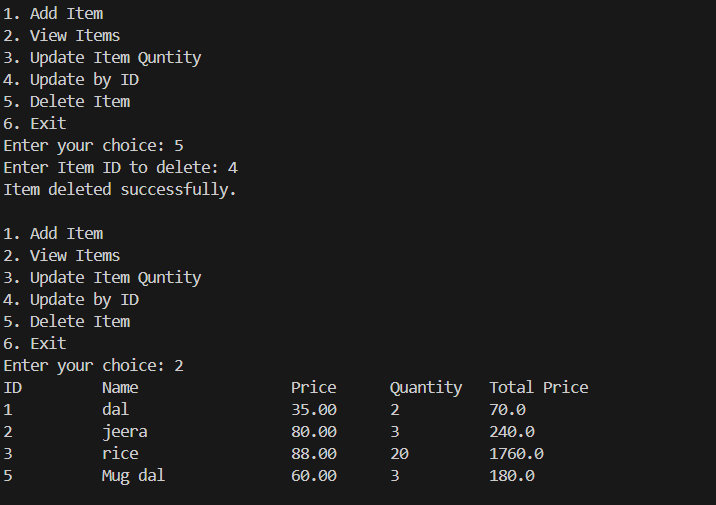 1. Add Item
2. View Items
3. Update Item Quntity
4. Update by ID
5. Delete Item
6. Exit
Enter your choice: 5
Enter Item ID to delete: 4
Item deleted successfully.
1. Add Item
2. View Items
3. Update Item Quntity
4. Update by ID
5. Delete Item
6. Exit
Enter your choice: 2
ID Name Price Quantity Total Price
1 dal 35.00 2 70.0
2 jeera 80.00 3 240.0
3 rice 88.00 20 1760.0
5 Mug dal 60.00 3 180.0